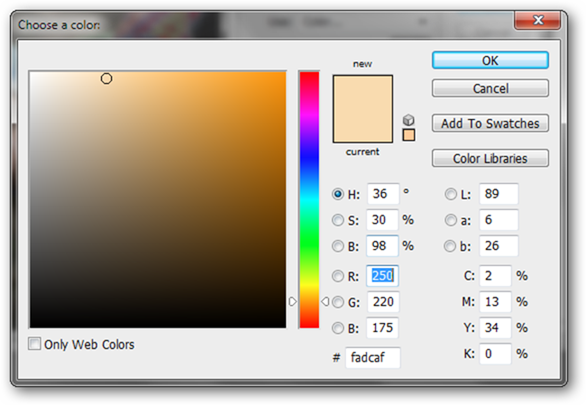 Choose a color:
new
current
OK
Cancel
Add To Swatches
Color Libraries
H: 36 °
S: 30 %
B: 98 %
R: 250
G: 220
B: 175
# fadcaf
L: 89
a: 6
b: 26
C: 2 %
M: 13 %
Y: 34 %
K: 0 %
Only Web Colors